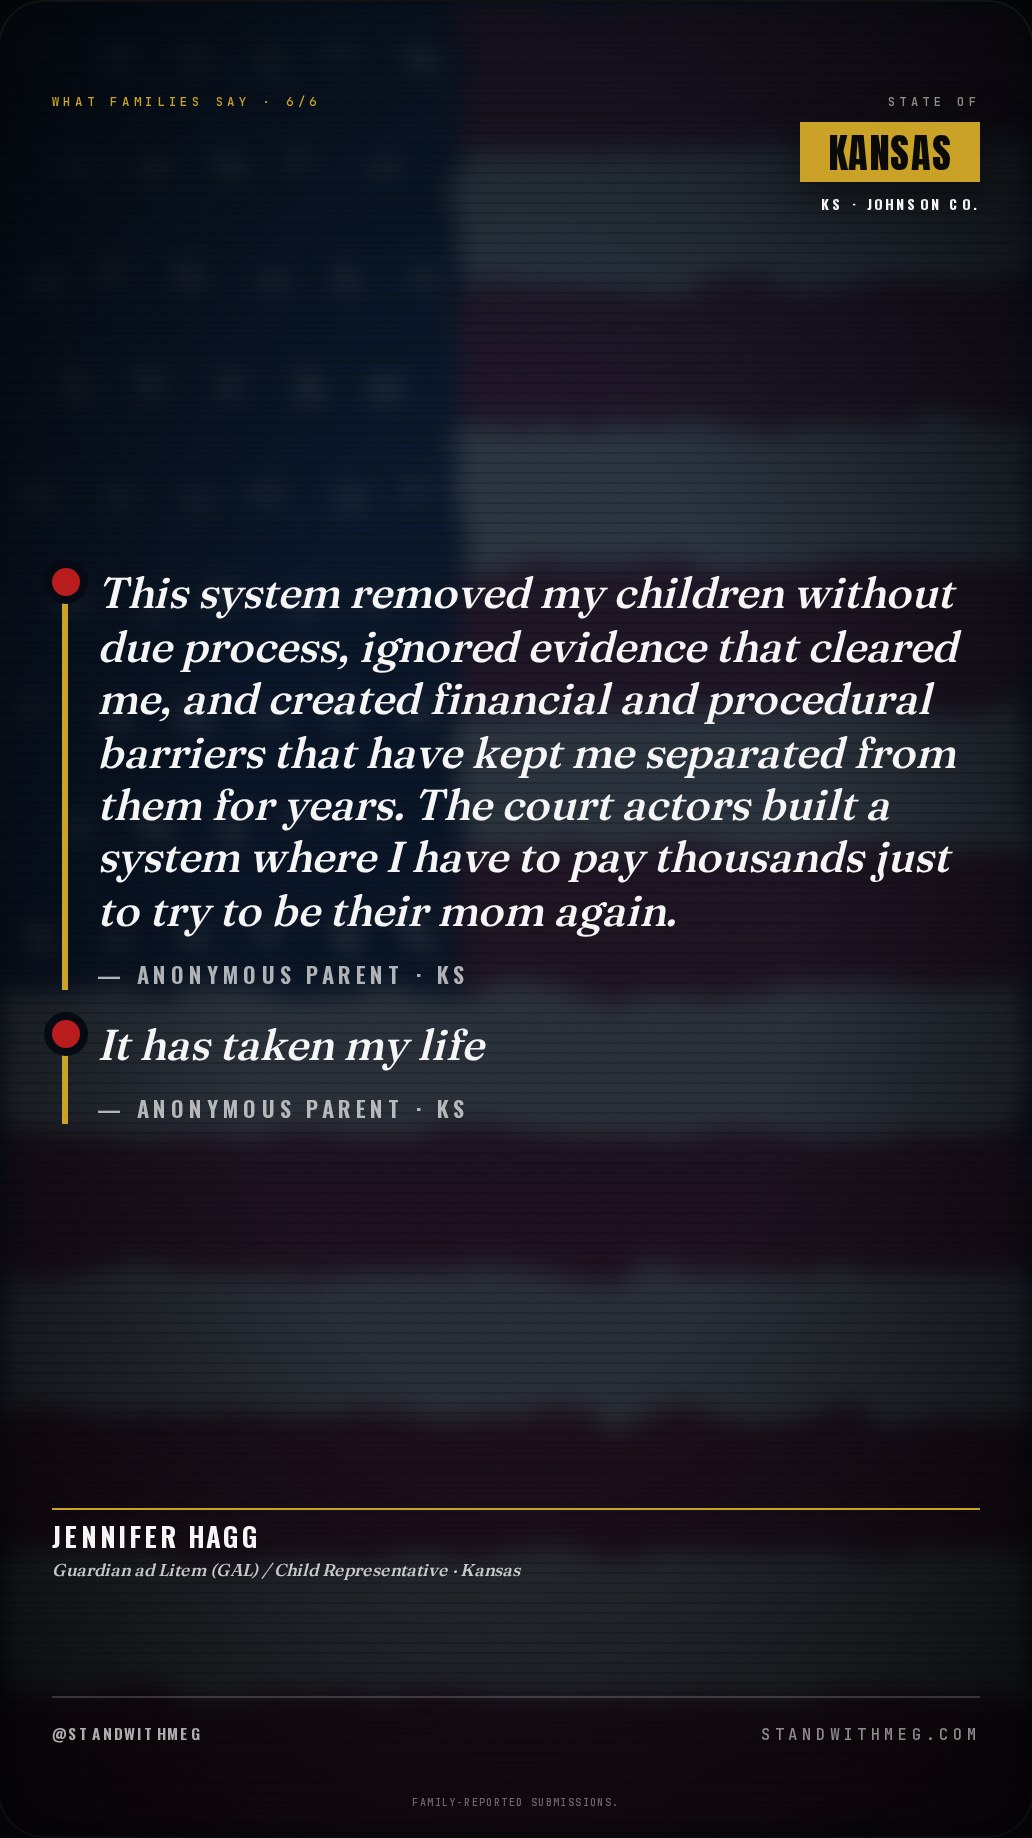 WHAT FAMILIES SAY · 6/6
STATE OF
KANSAS
KS · JOHNSON CO.
This system removed my children without
due process, ignored evidence that cleared
me, and created financial and procedural
barriers that have kept me separated from
them for years. The court actors built a
system where I have to pay thousands just
to try to be their mom again.
— ANONYMOUS PARENT · KS
It has taken my life
— ANONYMOUS PARENT · KS
JENNIFER HAGG
Guardian ad Litem (GAL) / Child Representative · Kansas
@STANDWITHMEG
STANDWITHMEG.COM
FAMILY-REPORTED SUBMISSIONS.